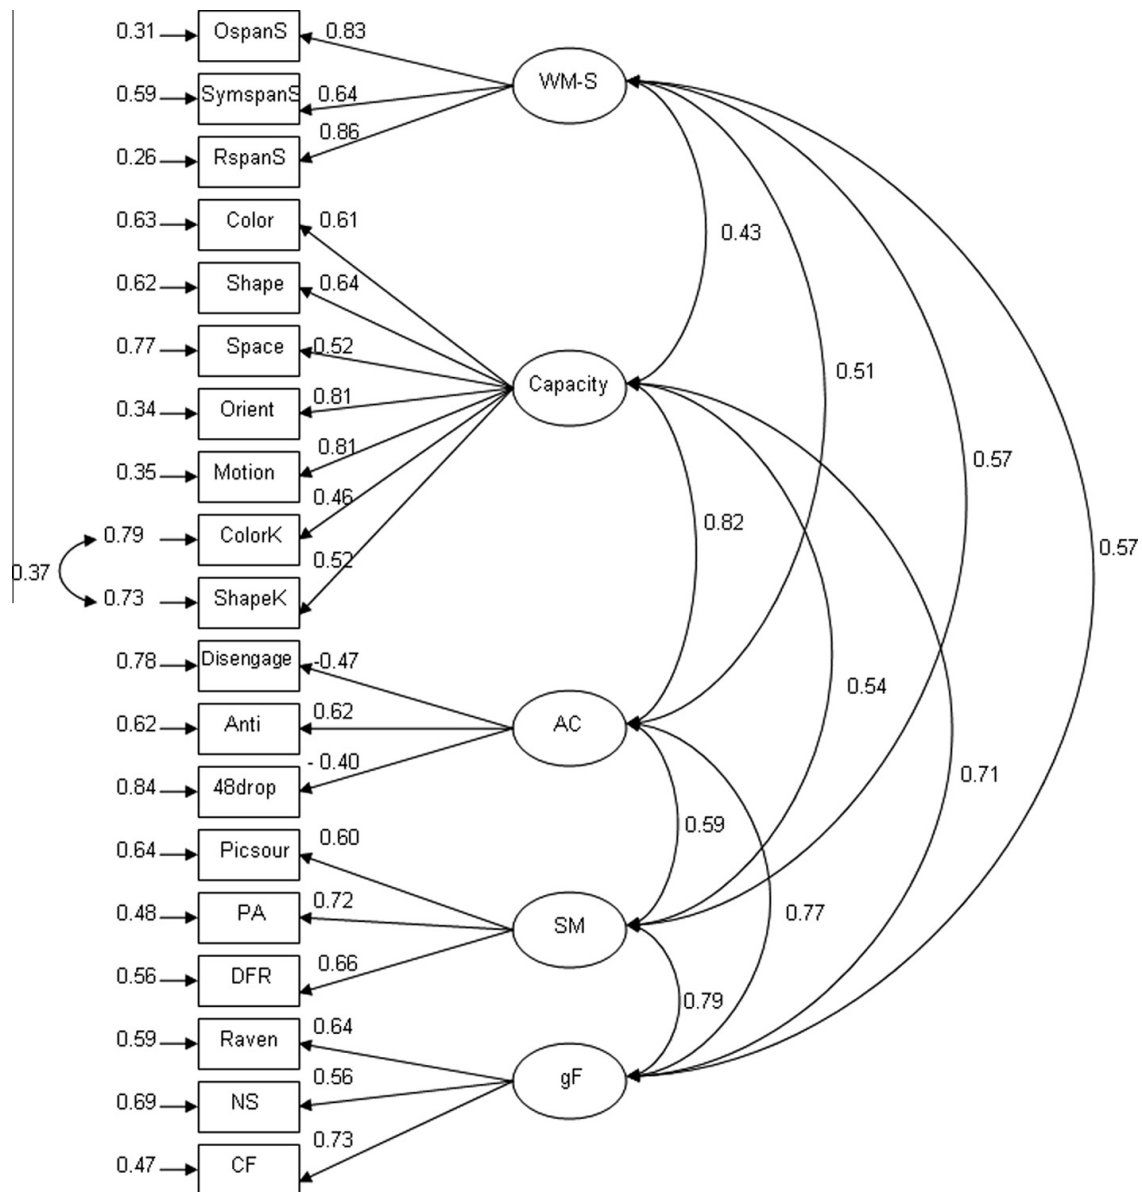 0.31 OspanS 0.83
WM-S
0.59 SymspanS 0.64
0.86
0.26 RspanS
0.63 Color 0.61
0.43
0.62 Shape 0.64
0.77 Space 0.52
0.51
Capacity
0.34 Orient 0.81
0.81
0.35 Motion
0.57
0.46
0.82
0.79 ColorK
0.57
0.37
0.52
0.73 ShapeK
0.78 Disengage -0.47
0.54
0.62 Anti 0.62
AC
0.71
- 0.40
0.84 48drop
0.59
0.64 Picsour 0.60
0.48 PA 0.72
0.77
SM
0.56 DFR 0.66
0.79
0.59 Raven 0.64
0.56
gF
0.69 NS
0.73
0.47 CF